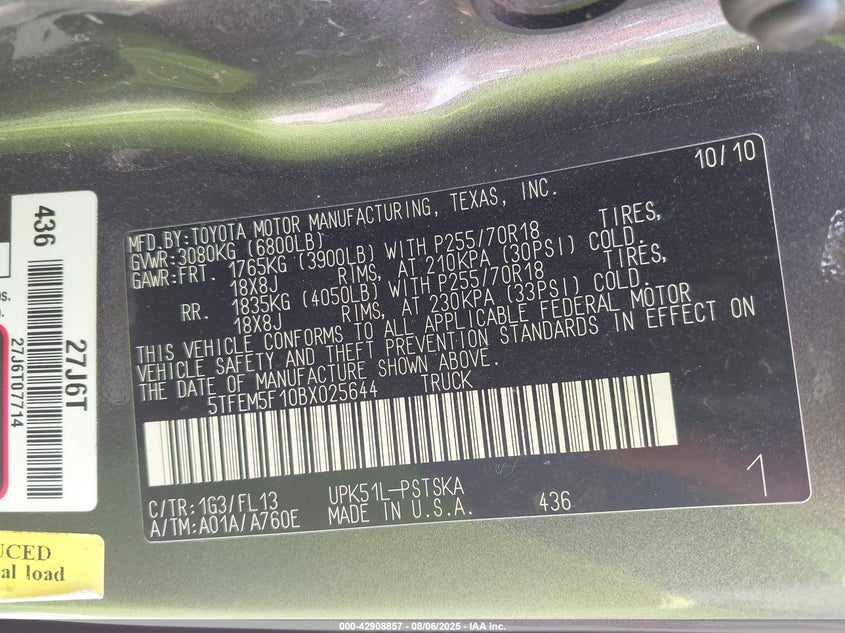 10/10
MFD.BY:TOYOTA MOTOR MANUFACTURING, TEXAS, INC.
GVWR:3080KG (6800LB)
GAWR:FRT. 1765KG (3900LB) WITH P255/70R18 TIRES,
18X8J RIMS, AT 210KPA (30PSI) COLD.
RR. 1835KG (4050LB) WITH P255/70R18 TIRES,
18X8J RIMS, AT 230KPA (33PSI) COLD.
THIS VEHICLE CONFORMS TO ALL APPLICABLE FEDERAL MOTOR
VEHICLE SAFETY AND THEFT PREVENTION STANDARDS IN EFFECT ON
THE DATE OF MANUFACTURE SHOWN ABOVE.
5TFEM5F10BX025644 TRUCK
C/TR:1G3/FL13 UPK51L-PSTSKA
A/TM:A01A/A760E MADE IN U.S.A. 436
1
436
27J6T
27J6T07714
UCED
al load
000-42908857 - 08/06/2025 - IAA Inc.